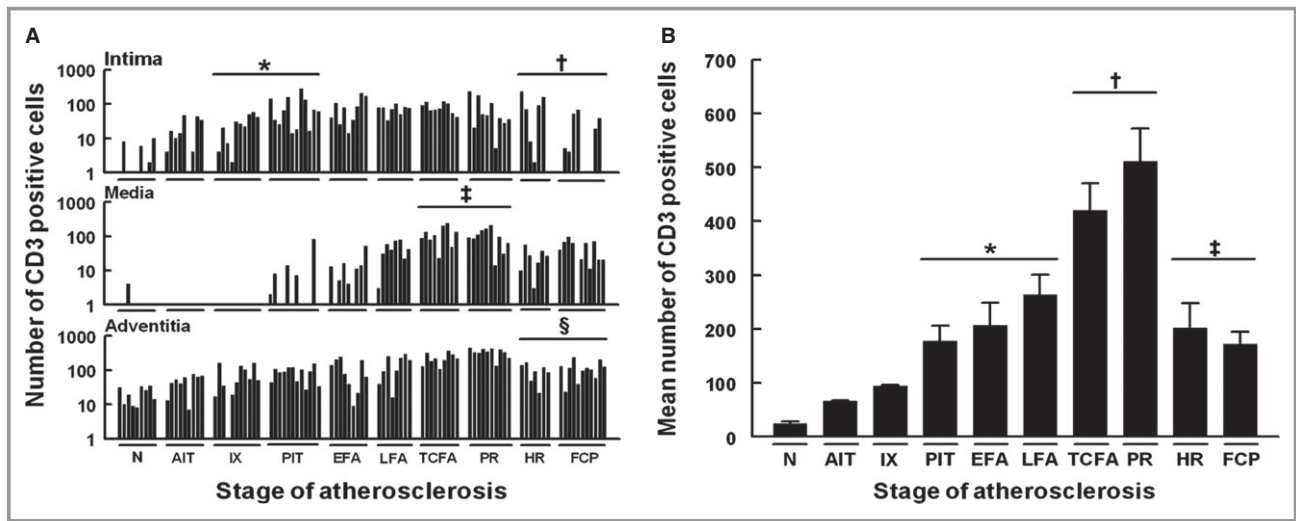 A
Intima
*
†
1000
100
10
1
Media
‡
1000
100
10
1
Adventitia
§
1000
100
10
1
Number of CD3 positive cells
N AIT IX PIT EFA LFA TCFA PR HR FCP
Stage of atherosclerosis
B
700
600
500
400
300
200
100
0
Mean number of CD3 positive cells
*
†
‡
N AIT IX PIT EFA LFA TCFA PR HR FCP
Stage of atherosclerosis